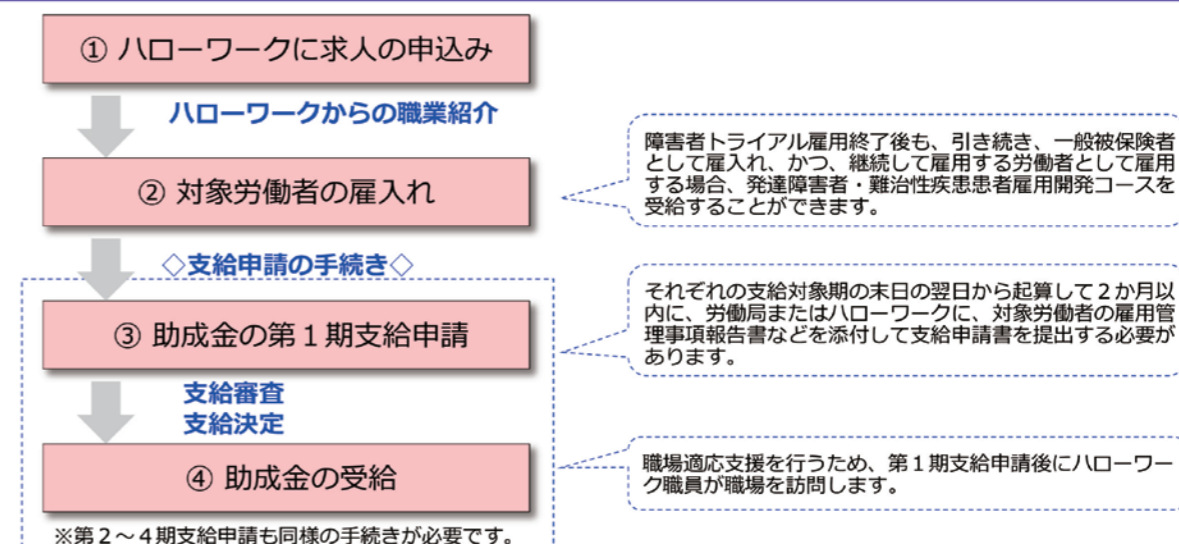 ① ハローワークに求人の申込み
ハローワークからの職業紹介
② 対象労働者の雇入れ
障害者トライアル雇用終了後も、引き続き、一般被保険者
として雇入れ、かつ、継続して雇用する労働者として雇用
する場合、発達障害者・難治性疾患患者雇用開発コースを
受給することができます。
◇支給申請の手続き◇
③ 助成金の第1期支給申請
それぞれの支給対象期の末日の翌日から起算して2か月以
内に、労働局またはハローワークに、対象労働者の雇用管
理事項報告書などを添付して支給申請書を提出する必要が
あります。
支給審査
支給決定
④ 助成金の受給
職場適応支援を行うため、第1期支給申請後にハローワー
ク職員が職場を訪問します。
※第2～4期支給申請も同様の手続きが必要です。